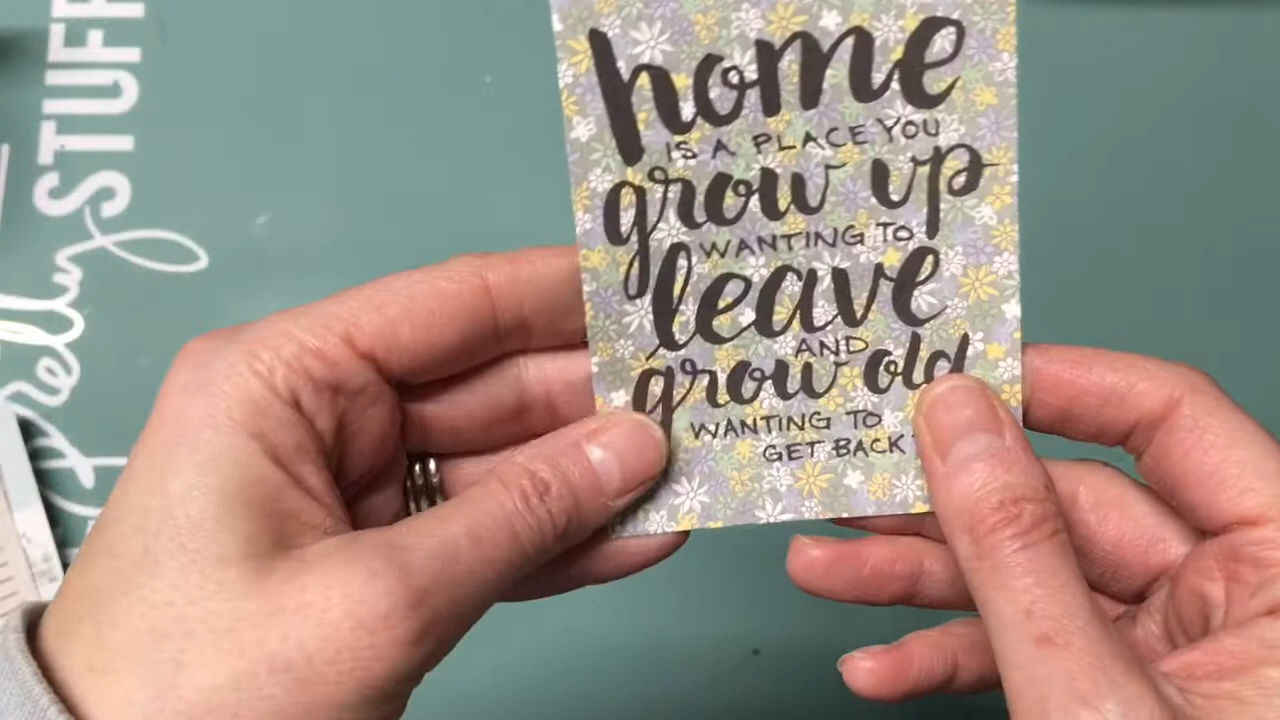 home
IS A PLACE YOU
grow up
WANTING TO
leave
AND
grow old
WANTING TO
GET BACK
pretty STUFF